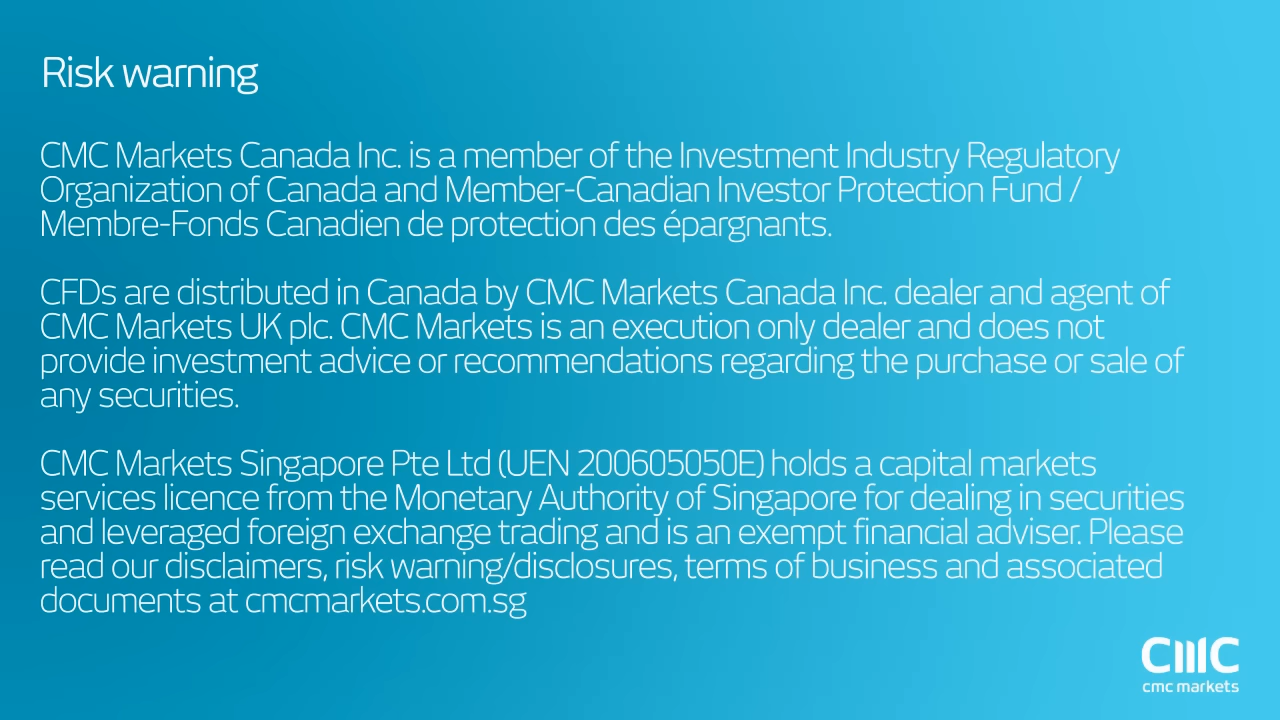 Risk warning
CMC Markets Canada Inc. is a member of the Investment Industry Regulatory
Organization of Canada and Member-Canadian Investor Protection Fund /
Membre-Fonds Canadien de protection des épargnants.
CFDs are distributed in Canada by CMC Markets Canada Inc. dealer and agent of
CMC Markets UK plc. CMC Markets is an execution only dealer and does not
provide investment advice or recommendations regarding the purchase or sale of
any securities.
CMC Markets Singapore Pte Ltd (UEN 200605050E) holds a capital markets
services licence from the Monetary Authority of Singapore for dealing in securities
and leveraged foreign exchange trading and is an exempt financial adviser. Please
read our disclaimers, risk warning/disclosures, terms of business and associated
documents at cmcmarkets.com.sg
CMC
cmc markets